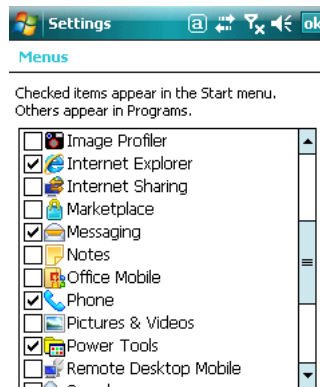 Settings
a
ok
Menus
Checked items appear in the Start menu.
Others appear in Programs.
Image Profiler
Internet Explorer
Internet Sharing
Marketplace
Messaging
Notes
Office Mobile
Phone
Pictures & Videos
Power Tools
Remote Desktop Mobile